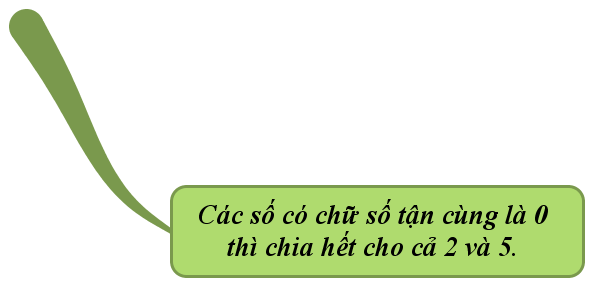 Các số có chữ số tận cùng là 0
thì chia hết cho cả 2 và 5.